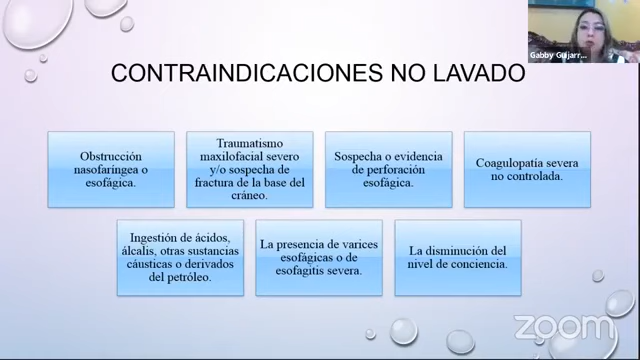 Gabby Guijarr...
CONTRAINDICACIONES NO LAVADO
Obstrucción
nasofaríngea o
esofágica.
Traumatismo
maxilofacial severo
y/o sospecha de
fractura de la base del
cráneo.
Sospecha o evidencia
de perforación
esofágica.
Coagulopatía severa
no controlada.
Ingestión de ácidos,
álcalis, otras sustancias
cáusticas o derivados
del petróleo.
La presencia de varices
esofágicas o de
esofagitis severa.
La disminución del
nivel de conciencia.
zoom